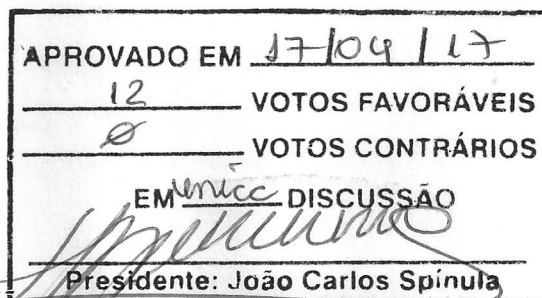 APROVADO EM 17/04/17
12 VOTOS FAVORÁVEIS
Ø VOTOS CONTRÁRIOS
EM única DISCUSSÃO
Presidente: João Carlos Spínula